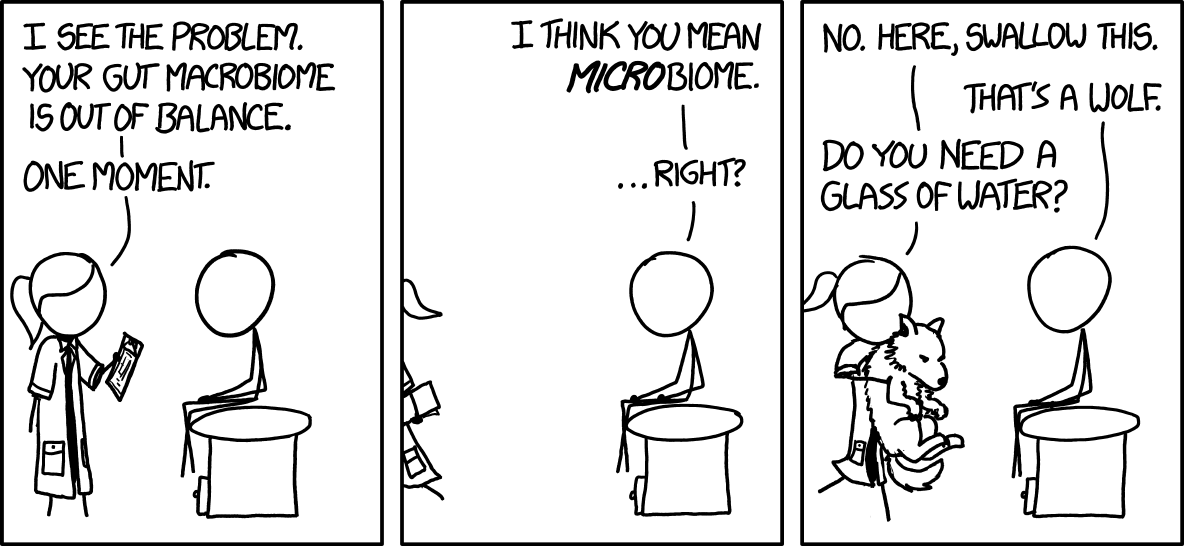 I SEE THE PROBLEM.
YOUR GUT MACROBIOME
IS OUT OF BALANCE.
ONE MOMENT.
I THINK YOU MEAN
MICROBIOME.
...RIGHT?
NO. HERE, SWALLOW THIS.
THAT'S A WOLF.
DO YOU NEED A
GLASS OF WATER?